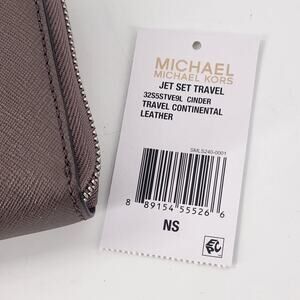 MICHAEL
MICHAEL KORS
JET SET TRAVEL
32S5STVE9L CINDER
TRAVEL CONTINENTAL
LEATHER
SMLS240-0001
8 89154 55526 6
NS